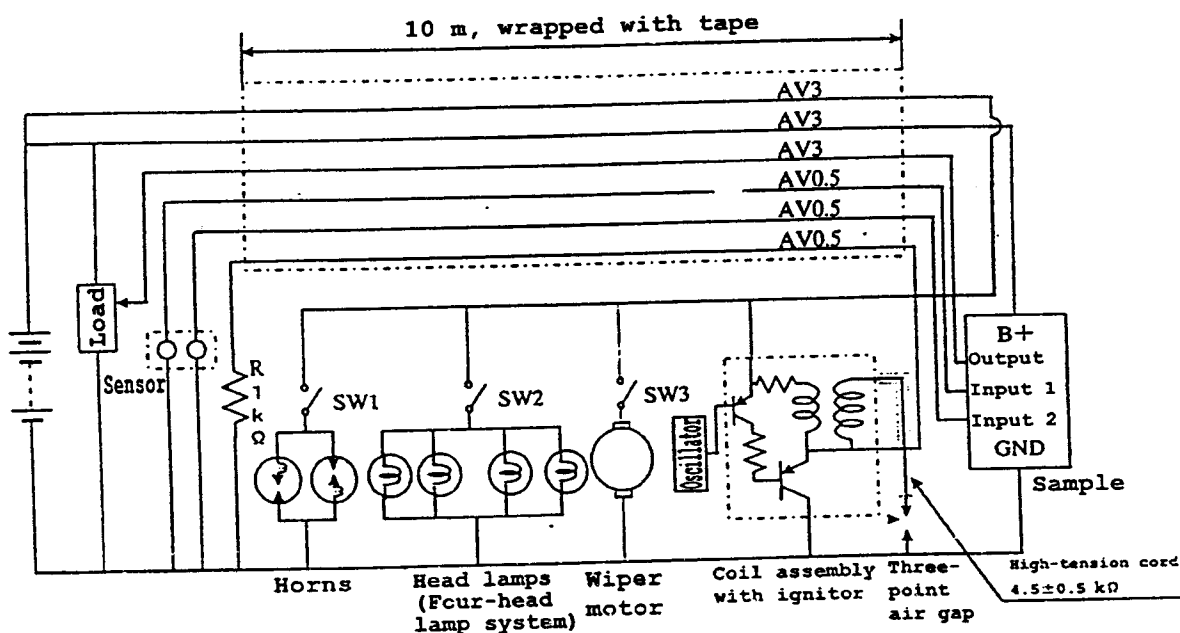 10 m, wrapped with tape
AV3
AV3
AV3
AV0.5
AV0.5
AV0.5
Load
Sensor
R
1
k
Ω
SW1
SW2
SW3
Oscillator
B+
Output
Input 1
Input 2
GND
Sample
Horns
Head lamps
(Four-head
lamp system)
Wiper
motor
Coil assembly
with ignitor
Three-
point
air gap
High-tension cord
4.5±0.5 kΩ